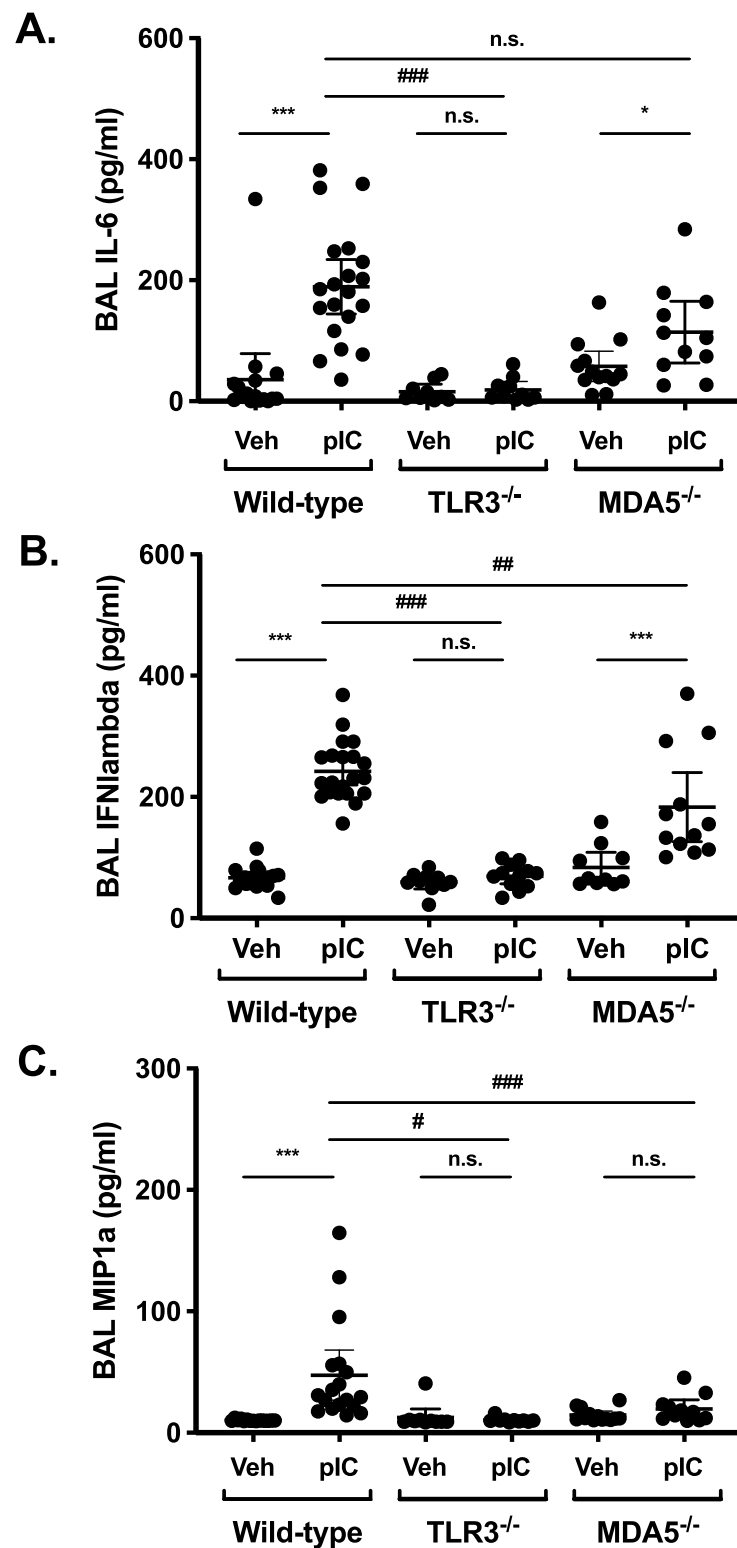 A.
BAL IL-6 (pg/ml)
600
400
200
0
n.s.
###
***
n.s.
*
Veh pIC Veh pIC Veh pIC
Wild-type TLR3-/- MDA5-/-
B.
BAL IFNlambda (pg/ml)
600
400
200
0
##
###
***
n.s.
***
Veh pIC Veh pIC Veh pIC
Wild-type TLR3-/- MDA5-/-
C.
BAL MIP1a (pg/ml)
300
200
100
0
###
#
***
n.s.
n.s.
Veh pIC Veh pIC Veh pIC
Wild-type TLR3-/- MDA5-/-